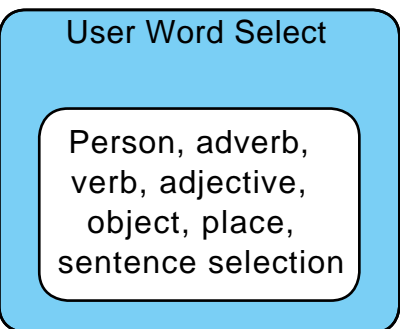 User Word Select
Person, adverb,
verb, adjective,
object, place,
sentence selection